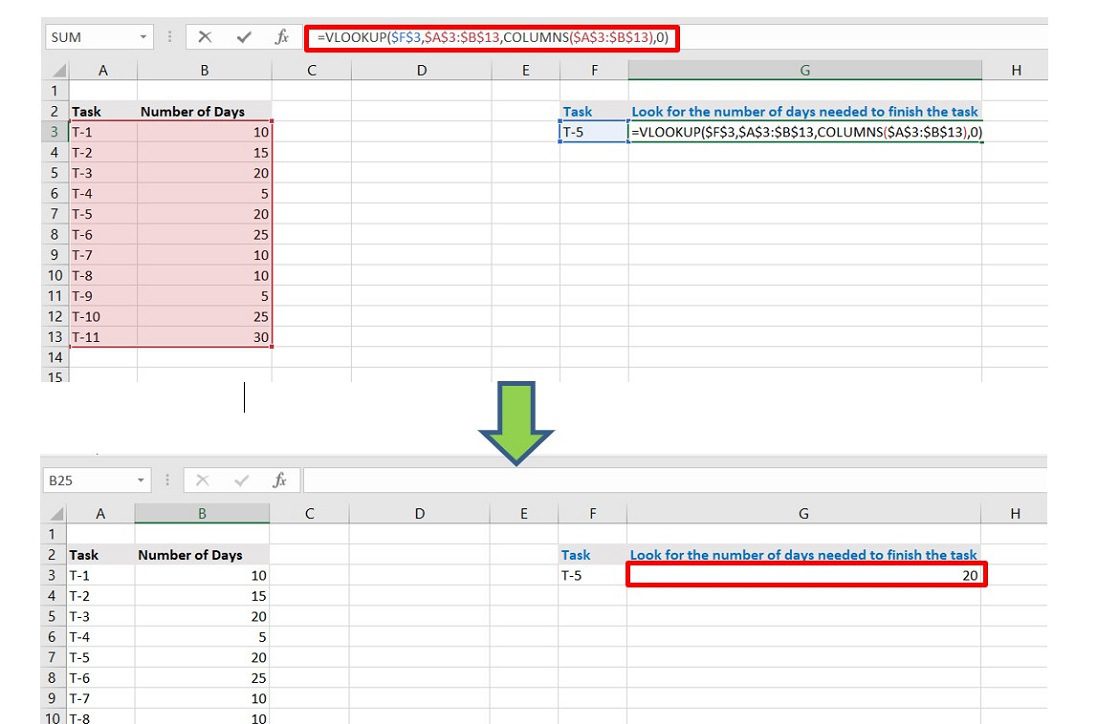 SUM fx =VLOOKUP($F$3,$A$3:$B$13,COLUMNS($A$3:$B$13),0)
A B C D E F G H
1
2 Task Number of Days Task Look for the number of days needed to finish the task
3 T-1 10 T-5 =VLOOKUP($F$3,$A$3:$B$13,COLUMNS($A$3:$B$13),0)
4 T-2 15
5 T-3 20
6 T-4 5
7 T-5 20
8 T-6 25
9 T-7 10
10 T-8 10
11 T-9 5
12 T-10 25
13 T-11 30
14
15
B25 fx
A B C D E F G H
1
2 Task Number of Days Task Look for the number of days needed to finish the task
3 T-1 10 T-5 20
4 T-2 15
5 T-3 20
6 T-4 5
7 T-5 20
8 T-6 25
9 T-7 10
10 T-8 10